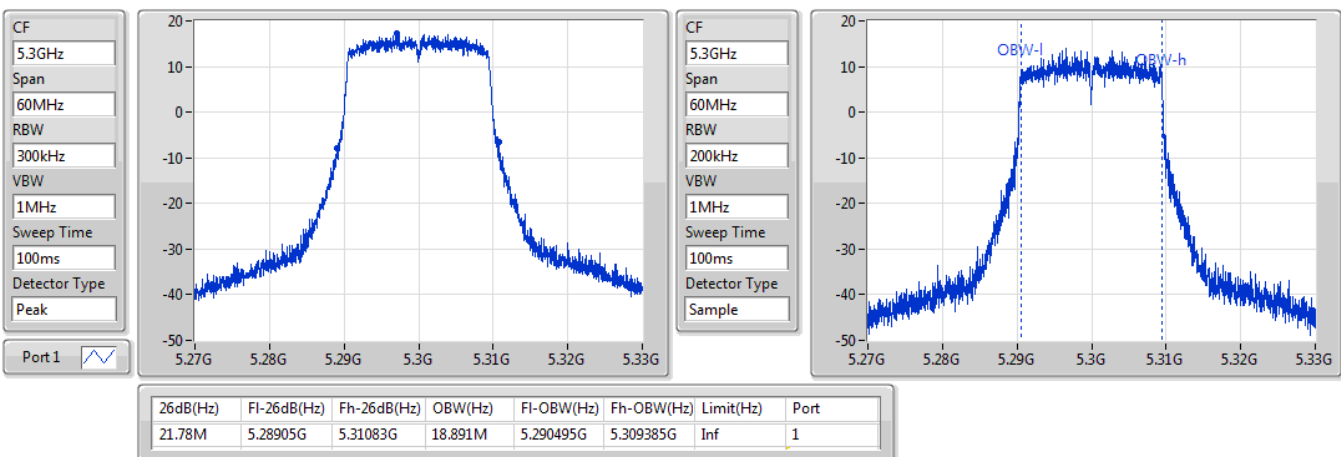 CF
5.3GHz
Span
60MHz
RBW
300kHz
VBW
1MHz
Sweep Time
100ms
Detector Type
Peak
Port 1
20
10
0
-10
-20
-30
-40
-50
5.27G 5.28G 5.29G 5.3G 5.31G 5.32G 5.33G
CF
5.3GHz
Span
60MHz
RBW
200kHz
VBW
1MHz
Sweep Time
100ms
Detector Type
Sample
20
10
0
-10
-20
-30
-40
-50
OBW-l
OBW-h
5.27G 5.28G 5.29G 5.3G 5.31G 5.32G 5.33G
26dB(Hz) Fl-26dB(Hz) Fh-26dB(Hz) OBW(Hz) Fl-OBW(Hz) Fh-OBW(Hz) Limit(Hz) Port
21.78M 5.28905G 5.31083G 18.891M 5.290495G 5.309385G Inf 1